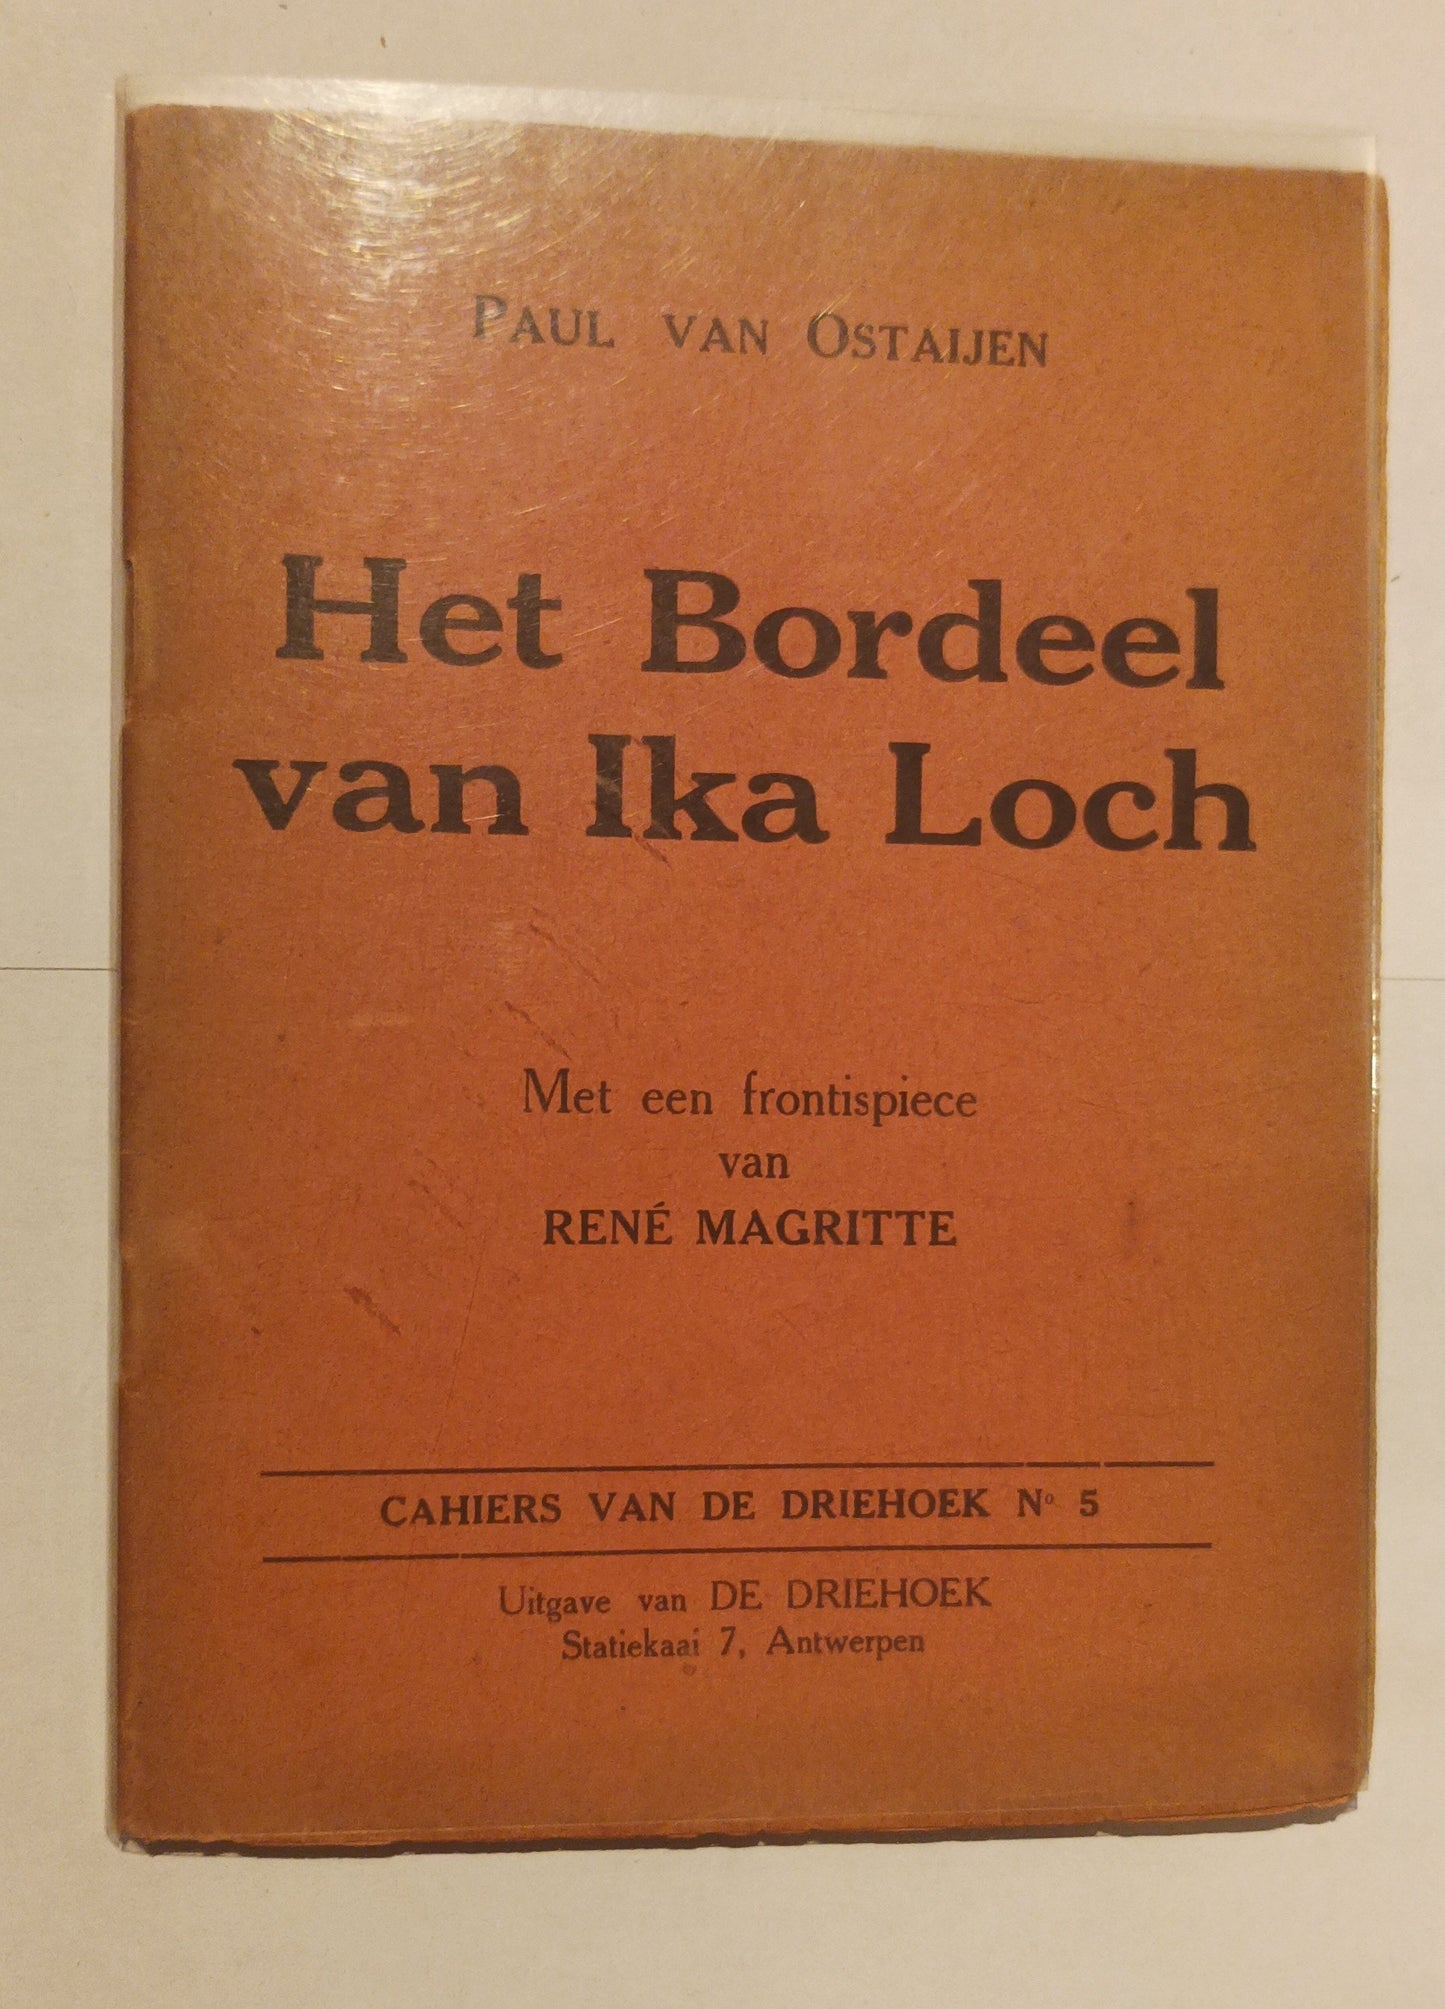 PAUL VAN OSTAIJEN
Het Bordeel
van Ika Loch
Met een frontispiece
van
RENÉ MAGRITTE
CAHIERS VAN DE DRIEHOEK Nº 5
Uitgave van DE DRIEHOEK
Statiekaai 7, Antwerpen